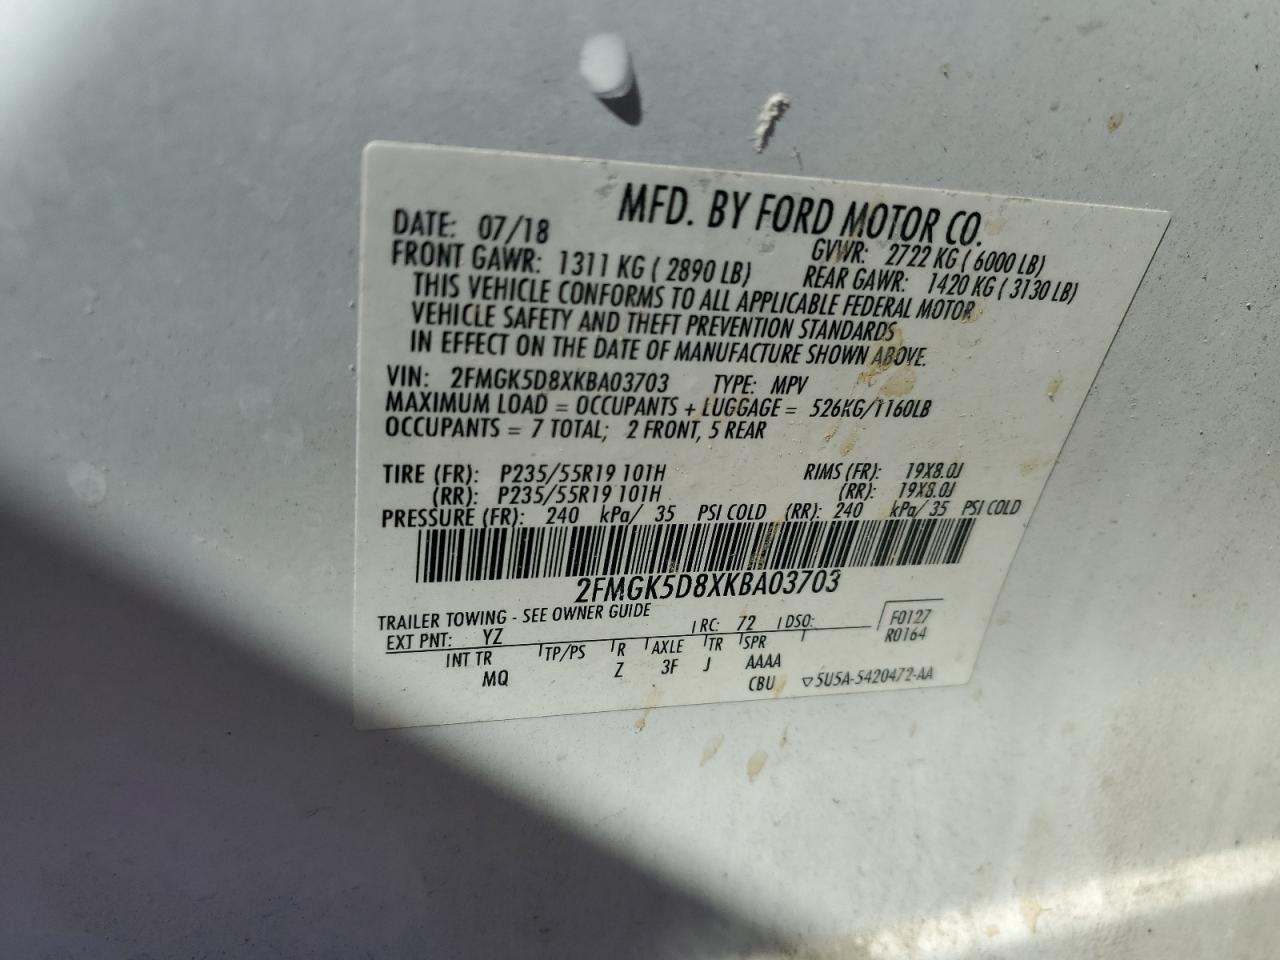 MFD. BY FORD MOTOR CO.
DATE: 07/18 GVWR: 2722 KG ( 6000 LB)
FRONT GAWR: 1311 KG ( 2890 LB) REAR GAWR: 1420 KG ( 3130 LB)
THIS VEHICLE CONFORMS TO ALL APPLICABLE FEDERAL MOTOR
VEHICLE SAFETY AND THEFT PREVENTION STANDARDS
IN EFFECT ON THE DATE OF MANUFACTURE SHOWN ABOVE.
VIN: 2FMGK5D8XKBA03703 TYPE: MPV
MAXIMUM LOAD = OCCUPANTS + LUGGAGE = 526KG/1160LB
OCCUPANTS = 7 TOTAL; 2 FRONT, 5 REAR
TIRE (FR): P235/55R19 101H RIMS (FR): 19X8.0J
(RR): P235/55R19 101H (RR): 19X8.0J
PRESSURE (FR): 240 kPa/ 35 PSI COLD (RR): 240 kPa/ 35 PSI COLD
2FMGK5D8XKBA03703
TRAILER TOWING - SEE OWNER GUIDE
EXT PNT: YZ RC: 72 DSO: F0127
R0164
INT TR TP/PS R AXLE TR SPR
MQ Z 3F J AAAA
CBU ▽5U5A-5420472-AA